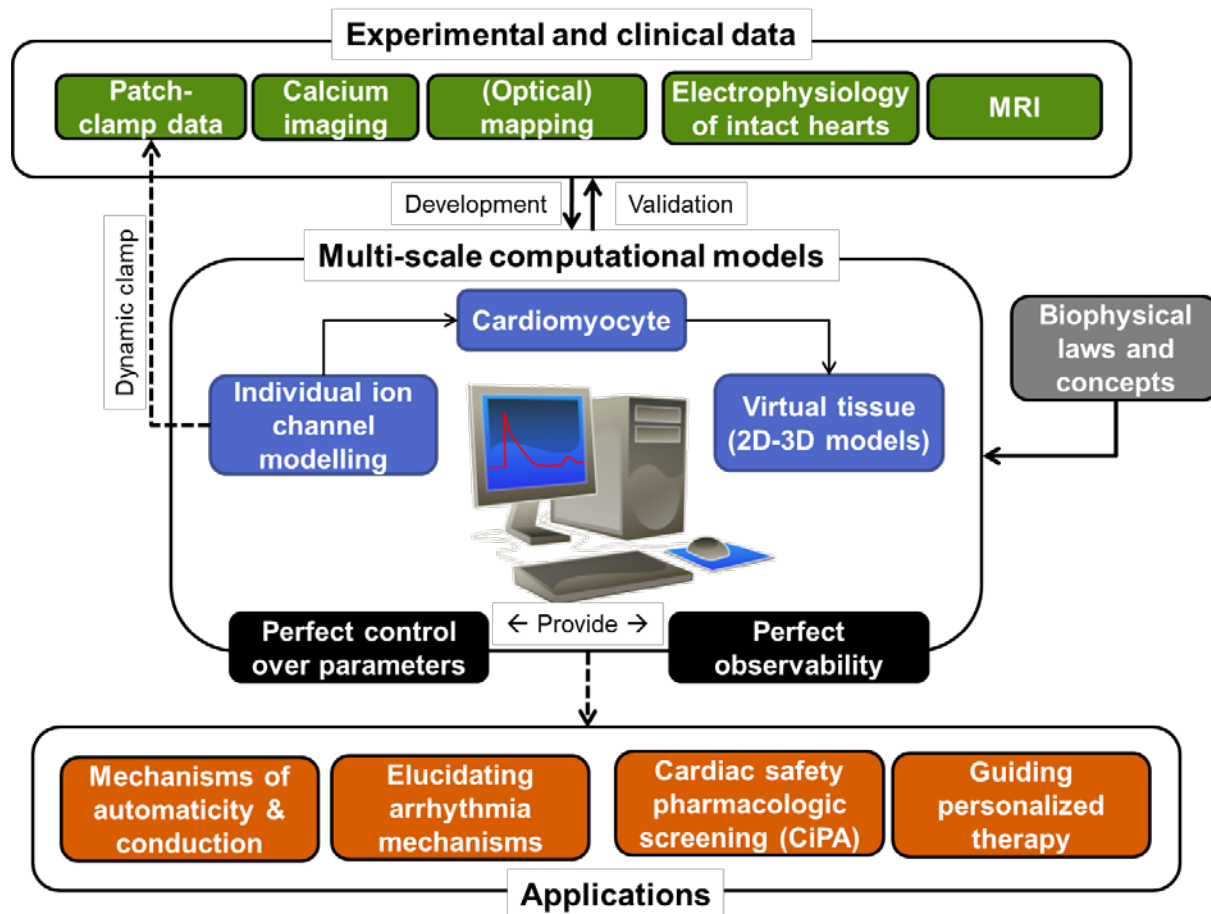 Experimental and clinical data
Patch-
clamp data
Calcium
imaging
(Optical)
mapping
Electrophysiology
of intact hearts
MRI
Dynamic clamp
Development
Validation
Multi-scale computational models
Cardiomyocyte
Individual ion
channel
modelling
Virtual tissue
(2D-3D models)
Biophysical
laws and
concepts
Perfect control
over parameters
← Provide →
Perfect
observability
Mechanisms of
automaticity &
conduction
Elucidating
arrhythmia
mechanisms
Cardiac safety
pharmacologic
screening (CiPA)
Guiding
personalized
therapy
Applications